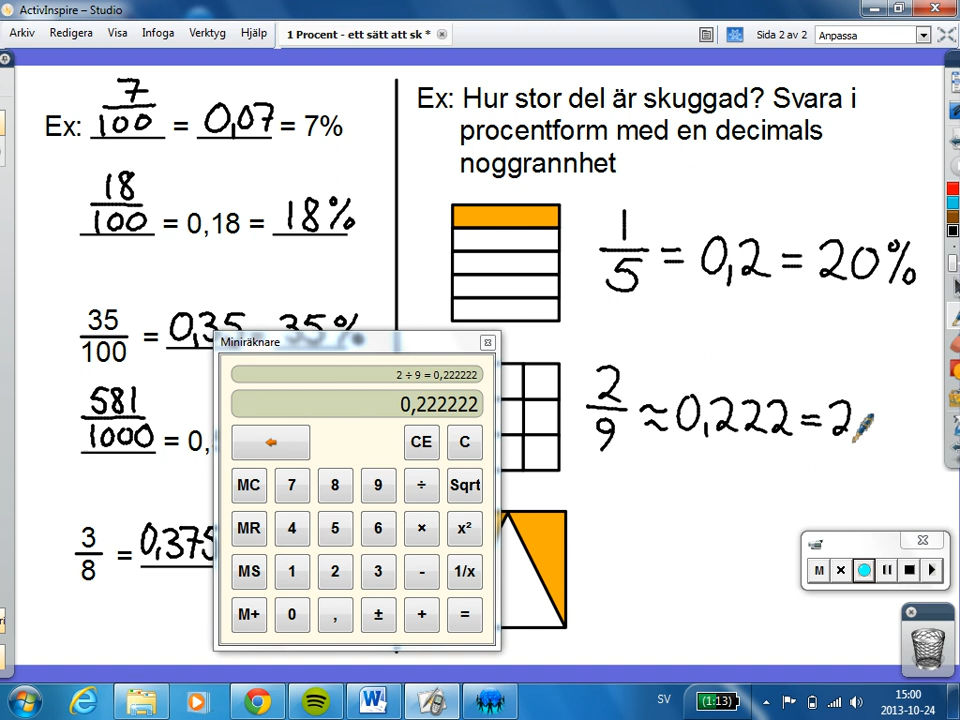 ActivInspire – Studio
Arkiv Redigera Visa Infoga Verktyg Hjälp 1 Procent - ett sätt att sk * Sida 2 av 2 Anpassa
Ex: 7/100 = 0,07 = 7%
18/100 = 0,18 = 18%
35/100 = 0,35 = 35%
581/1000 = 0,
3/8 = 0,375
Ex: Hur stor del är skuggad? Svara i
procentform med en decimals
noggrannhet
1/5 = 0,2 = 20%
2/9 ≈ 0,222 = 2
Miniräknare
2 ÷ 9 = 0,222222
0,222222
CE C
MC 7 8 9 ÷ Sqrt
MR 4 5 6 × x²
MS 1 2 3 - 1/x
M+ 0 , ± + =
M
SV (1:13) 15:00
2013-10-24